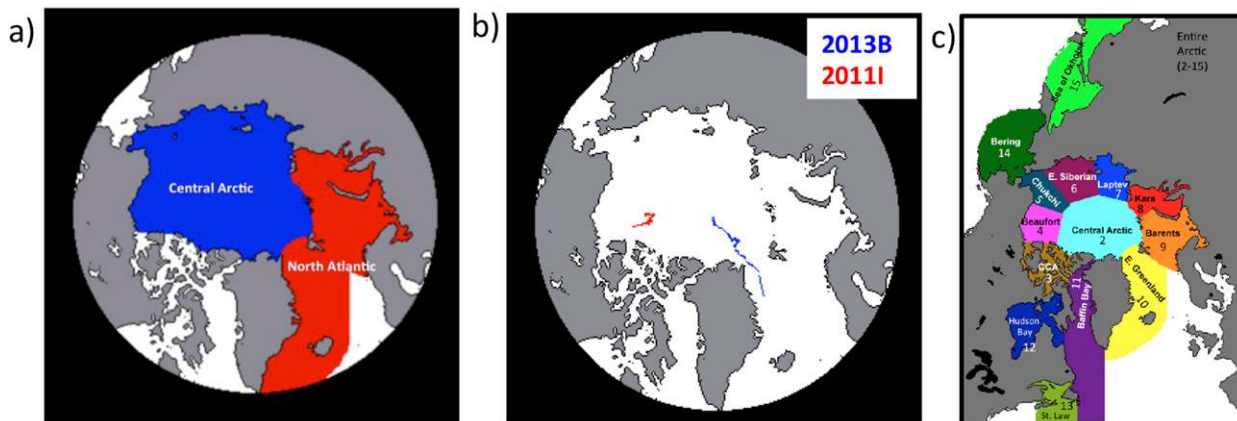 a)
Central Arctic
North Atlantic
b)
2013B
2011I
c)
Entire
Arctic
(2-15)
Sea of Okhotsk
15
Bering
14
Chukchi
5
E. Siberian
6
Laptev
7
Kara
8
Beaufort
4
Central Arctic
2
Barents
9
CCA
3
11
Baffin Bay
E. Greenland
10
Hudson
Bay
12
13
St. Law